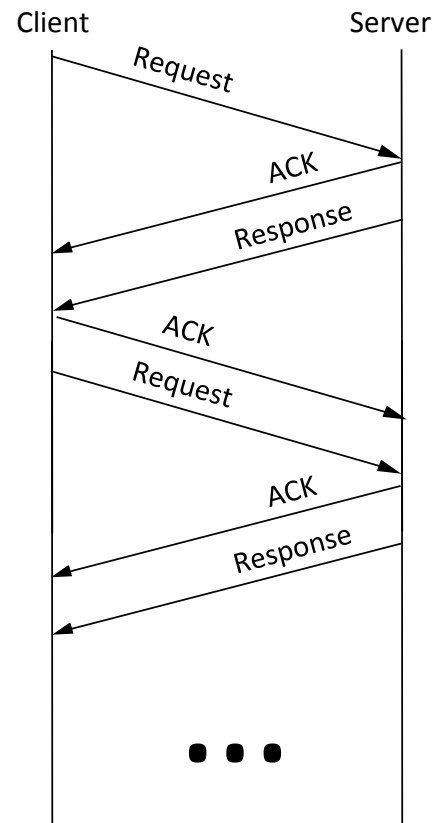 Client Server
Request
ACK
Response
ACK
Request
ACK
Response